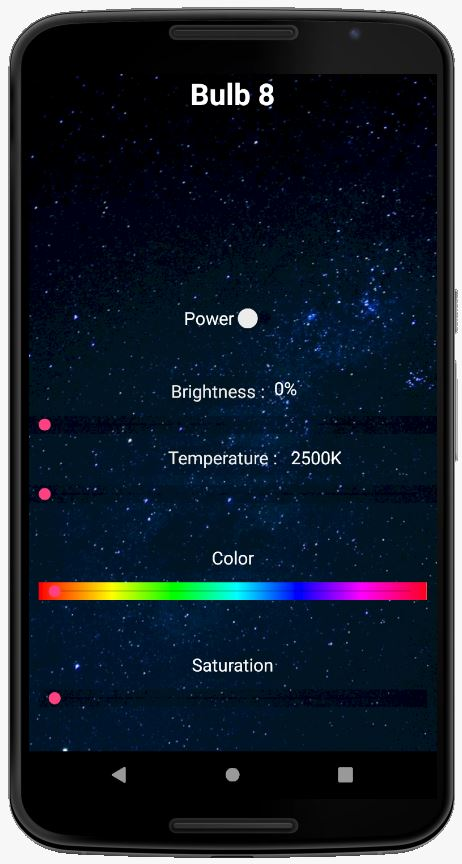 Bulb 8
Power
Brightness : 0%
Temperature : 2500K
Color
Saturation